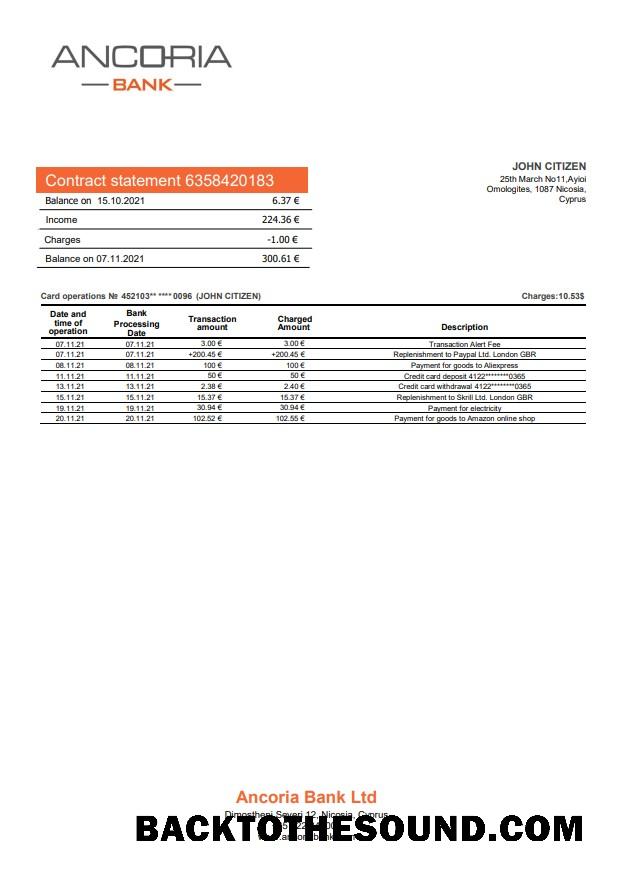 ANCORIA
BANK
JOHN CITIZEN
25th March No11,Ayioi
Omologites, 1087 Nicosia,
Cyprus
Contract statement 6358420183
Balance on 15.10.2021 6.37 €
Income 224.36 €
Charges -1.00 €
Balance on 07.11.2021 300.61 €
Card operations № 452103** ****0096 (JOHN CITIZEN) Charges:10.53$
Date and time of operation Bank Processing Date Transaction amount Charged Amount Description
07.11.21 07.11.21 3.00 € 3.00 € Transaction Alert Fee
07.11.21 07.11.21 +200.45 € +200.45 € Replenishment to Paypal Ltd. London GBR
08.11.21 08.11.21 100 € 100 € Payment for goods to Aliexpress
11.11.21 11.11.21 50 € 50 € Credit card deposit 4122********0365
13.11.21 13.11.21 2.38 € 2.40 € Credit card withdrawal 4122********0365
15.11.21 15.11.21 15.37 € 15.37 € Replenishment to Skrill Ltd. London GBR
19.11.21 19.11.21 30.94 € 30.94 € Payment for electricity
20.11.21 20.11.21 102.52 € 102.55 € Payment for goods to Amazon online shop
Ancoria Bank Ltd
Dimostheni Severi 12, Nicosia, Cyprus
BACKTOTHESOUND.COM